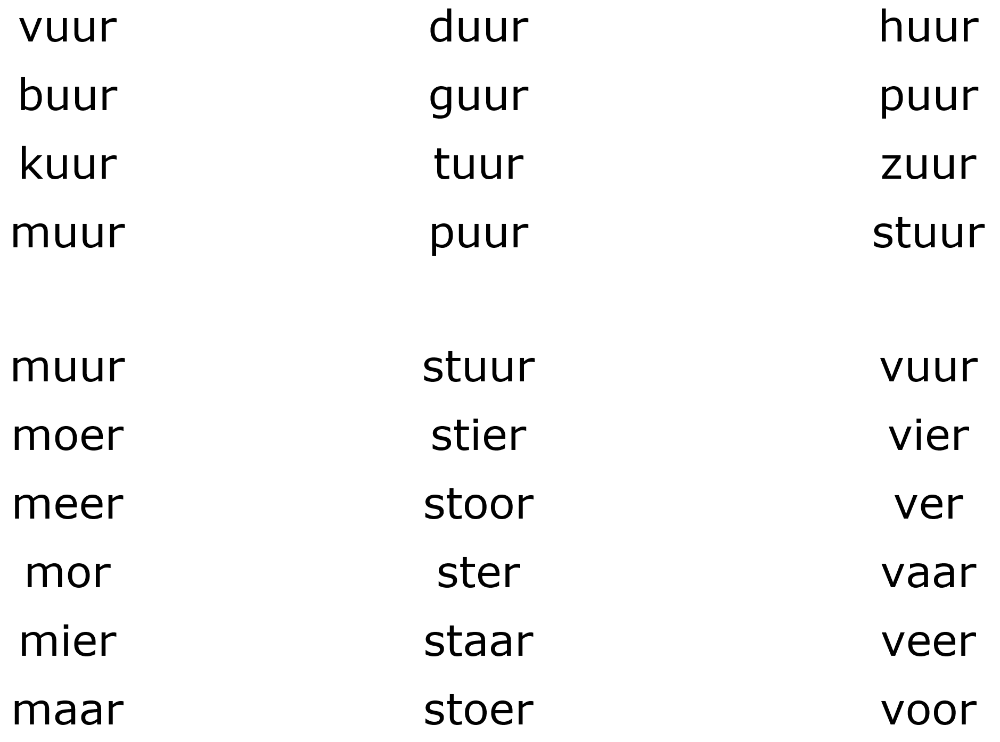 vuur duur huur
buur guur puur
kuur tuur zuur
muur puur stuur
muur stuur vuur
moer stier vier
meer stoor ver
mor ster vaar
mier staar veer
maar stoer voor